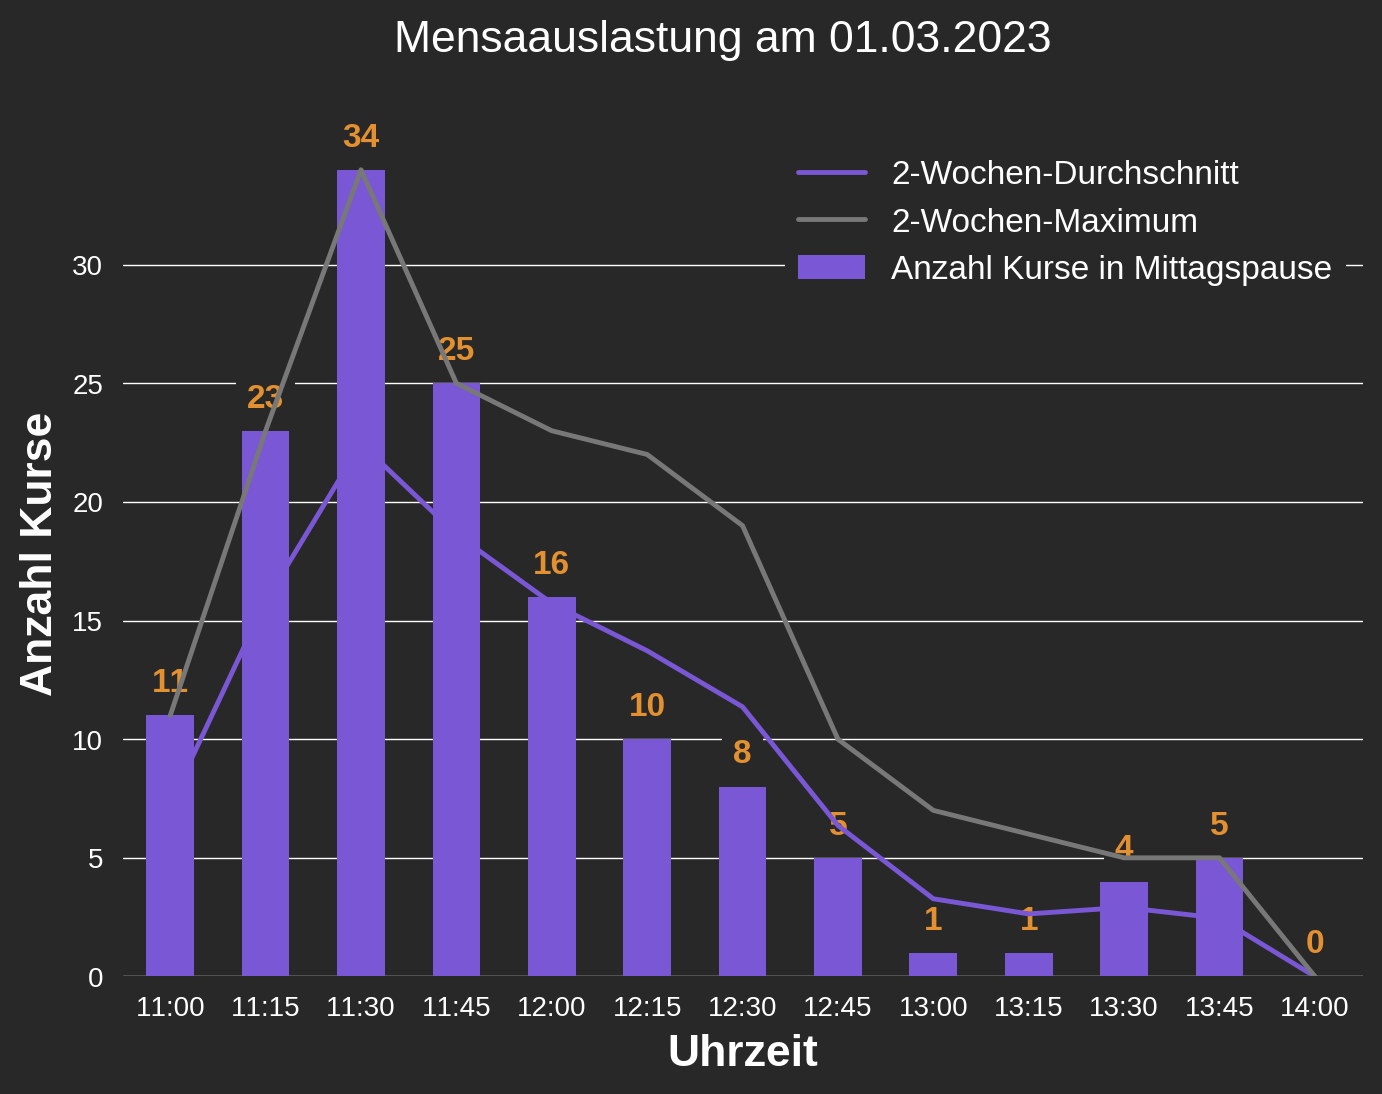 Mensaauslastung am 01.03.2023
34
2-Wochen-Durchschnitt
2-Wochen-Maximum
Anzahl Kurse in Mittagspause
30
25
25
23
20
16
15
11
10
10
8
5
5
5
4
1
1
0
0
Anzahl Kurse
11:00 11:15 11:30 11:45 12:00 12:15 12:30 12:45 13:00 13:15 13:30 13:45 14:00
Uhrzeit